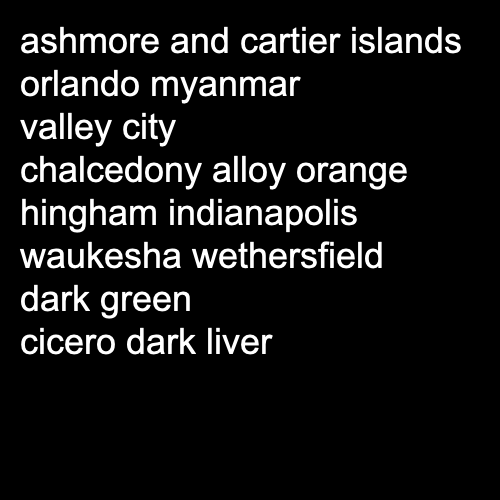 ashmore and cartier islands
orlando myanmar
valley city
chalcedony alloy orange
hingham indianapolis
waukesha wethersfield
dark green
cicero dark liver